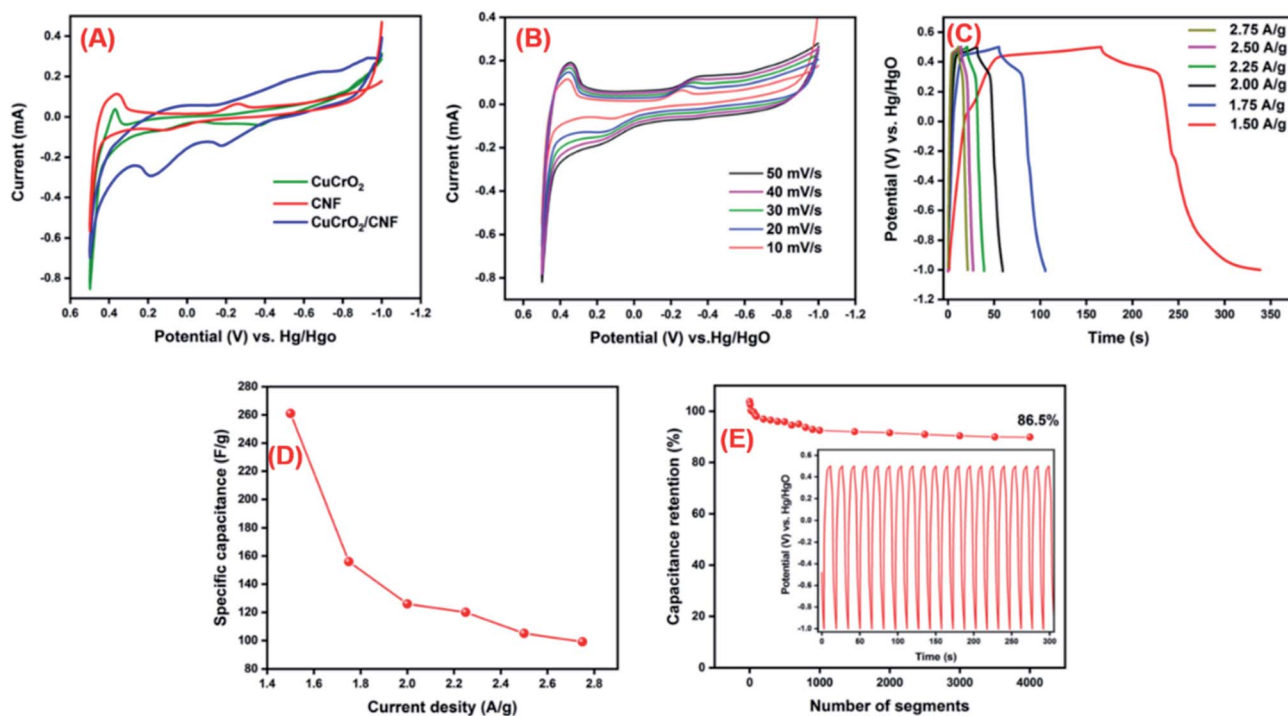 (A)
0.4
0.2
0.0
-0.2
-0.4
-0.6
-0.8
Current (mA)
CuCrO₂
CNF
CuCrO₂/CNF
0.6 0.4 0.2 0.0 -0.2 -0.4 -0.6 -0.8 -1.0 -1.2
Potential (V) vs. Hg/Hgo
(B)
0.4
0.2
0.0
-0.2
-0.4
-0.6
-0.8
Current (mA)
50 mV/s
40 mV/s
30 mV/s
20 mV/s
10 mV/s
0.6 0.4 0.2 0.0 -0.2 -0.4 -0.6 -0.8 -1.0 -1.2
Potential (V) vs.Hg/HgO
(C)
0.6
0.4
0.2
0.0
-0.2
-0.4
-0.6
-0.8
-1.0
-1.2
Potential (V) vs. Hg/HgO
2.75 A/g
2.50 A/g
2.25 A/g
2.00 A/g
1.75 A/g
1.50 A/g
0 50 100 150 200 250 300 350
Time (s)
(D)
280
260
240
220
200
180
160
140
120
100
80
Specific capacitance (F/g)
1.4 1.6 1.8 2.0 2.2 2.4 2.6 2.8
Current desity (A/g)
(E)
100
80
60
40
20
0
Capacitance retention (%)
86.5%
0.6
0.4
0.2
0.0
-0.2
-0.4
-0.6
-0.8
-1.0
Potential (V) vs. Hg/HgO
0 50 100 150 200 250 300
Time (s)
0 1000 2000 3000 4000
Number of segments